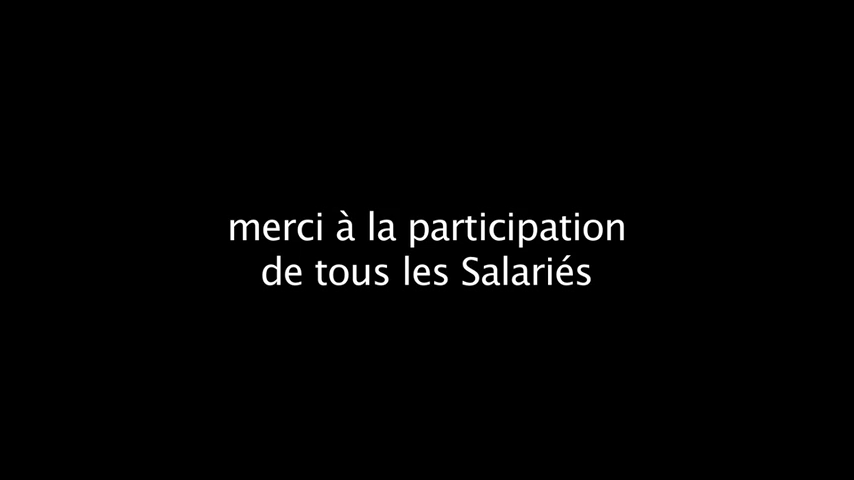 merci à la participation
de tous les Salariés